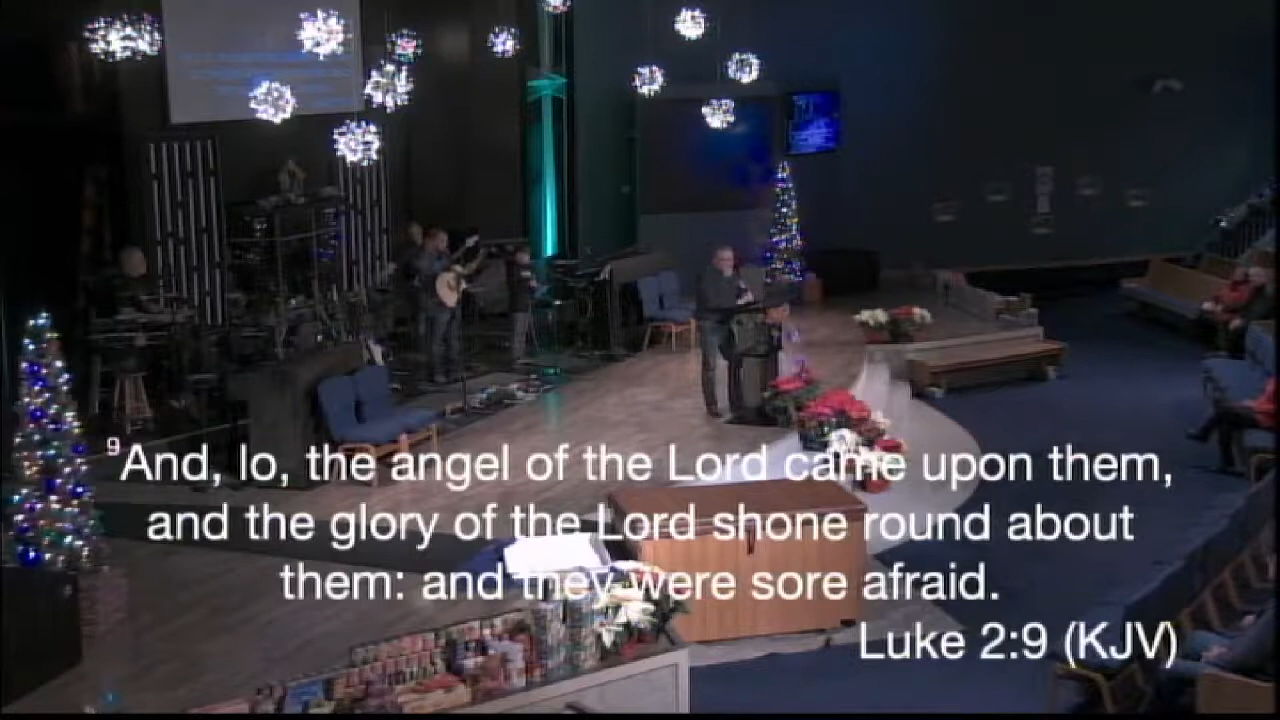 ⁹And, lo, the angel of the Lord came upon them,
and the glory of the Lord shone round about
them: and they were sore afraid.
Luke 2:9 (KJV)